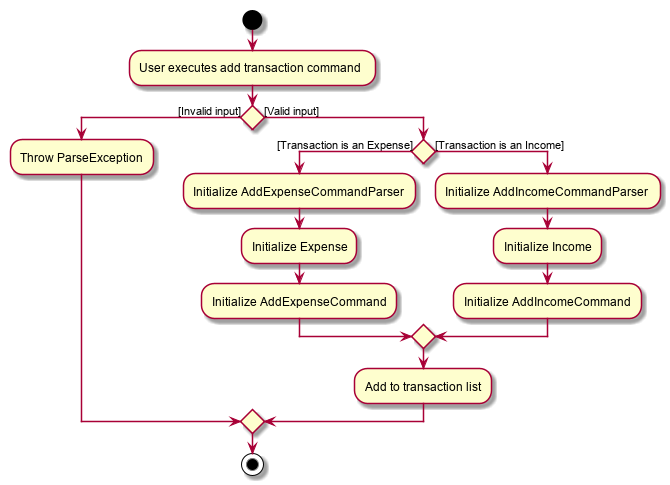 User executes add transaction command
[Invalid input]
[Valid input]
Throw ParseException
[Transaction is an Expense]
[Transaction is an Income]
Initialize AddExpenseCommandParser
Initialize AddIncomeCommandParser
Initialize Expense
Initialize Income
Initialize AddExpenseCommand
Initialize AddIncomeCommand
Add to transaction list